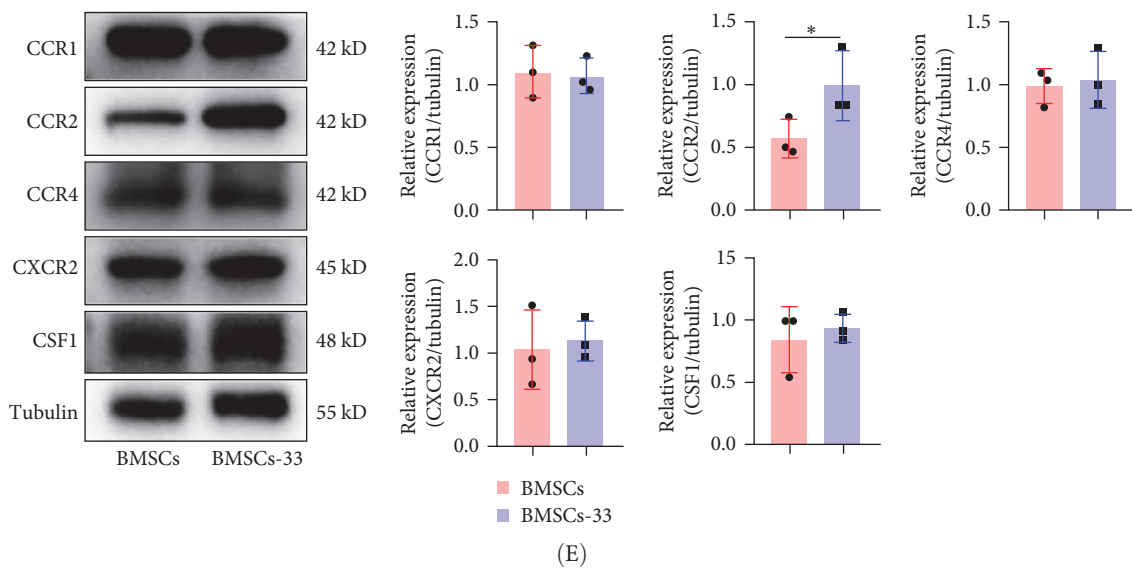 CCR1
42 kD
CCR2
42 kD
CCR4
42 kD
CXCR2
45 kD
CSF1
48 kD
Tubulin
55 kD
BMSCs BMSCs-33
Relative expression
(CCR1/tubulin)
1.5
1.0
0.5
0.0
Relative expression
(CCR2/tubulin)
1.5
1.0
0.5
0.0
*
Relative expression
(CCR4/tubulin)
1.5
1.0
0.5
0.0
Relative expression
(CXCR2/tubulin)
2.0
1.5
1.0
0.5
0.0
Relative expression
(CSF1/tubulin)
1.5
1.0
0.5
0.0
BMSCs
BMSCs-33
(E)